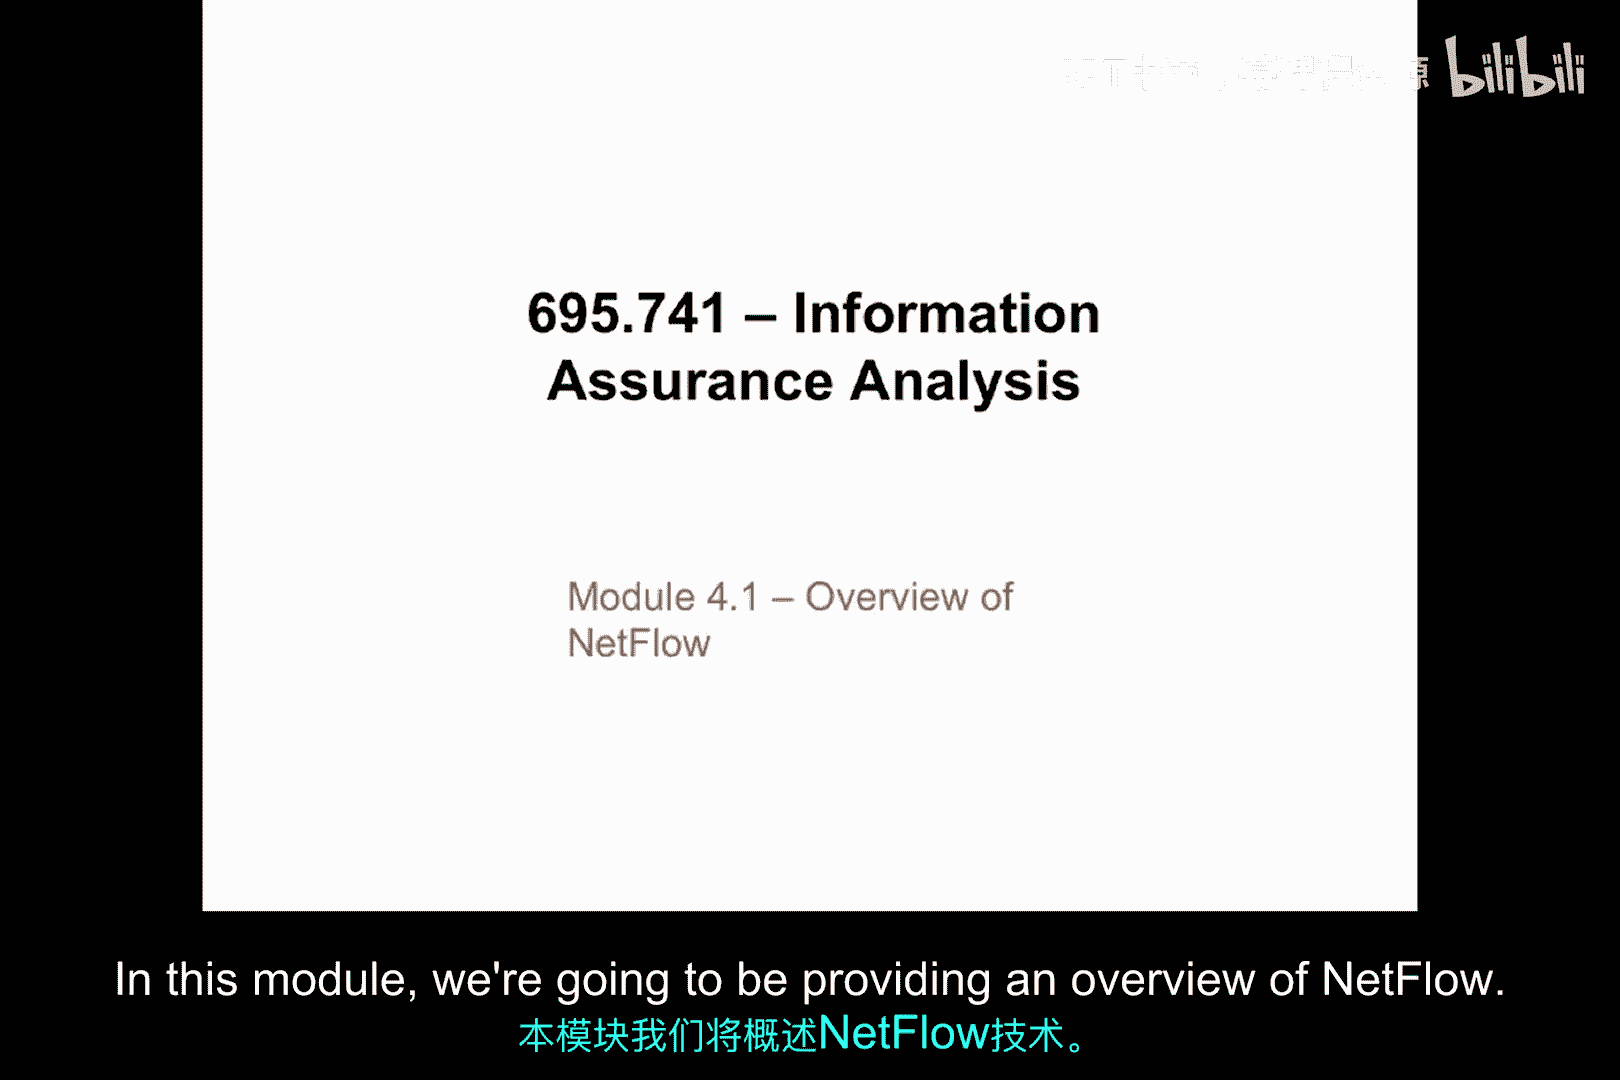 源 bilibili
695.741 – Information
Assurance Analysis
Module 4.1 – Overview of
NetFlow
In this module, we're going to be providing an overview of NetFlow.
本模块我们将概述NetFlow技术。